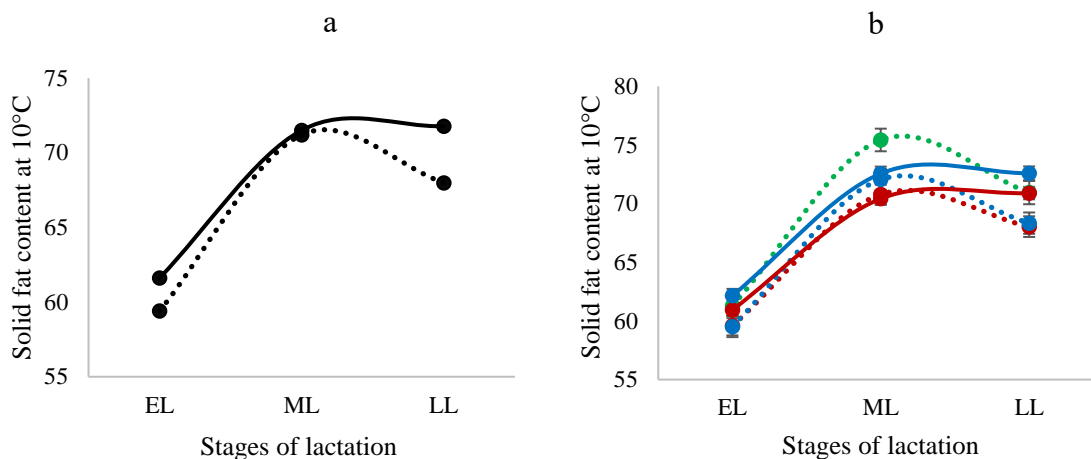 a
Solid fat content at 10°C
75
70
65
60
55
EL ML LL
Stages of lactation
b
Solid fat content at 10°C
80
75
70
65
60
55
EL ML LL
Stages of lactation